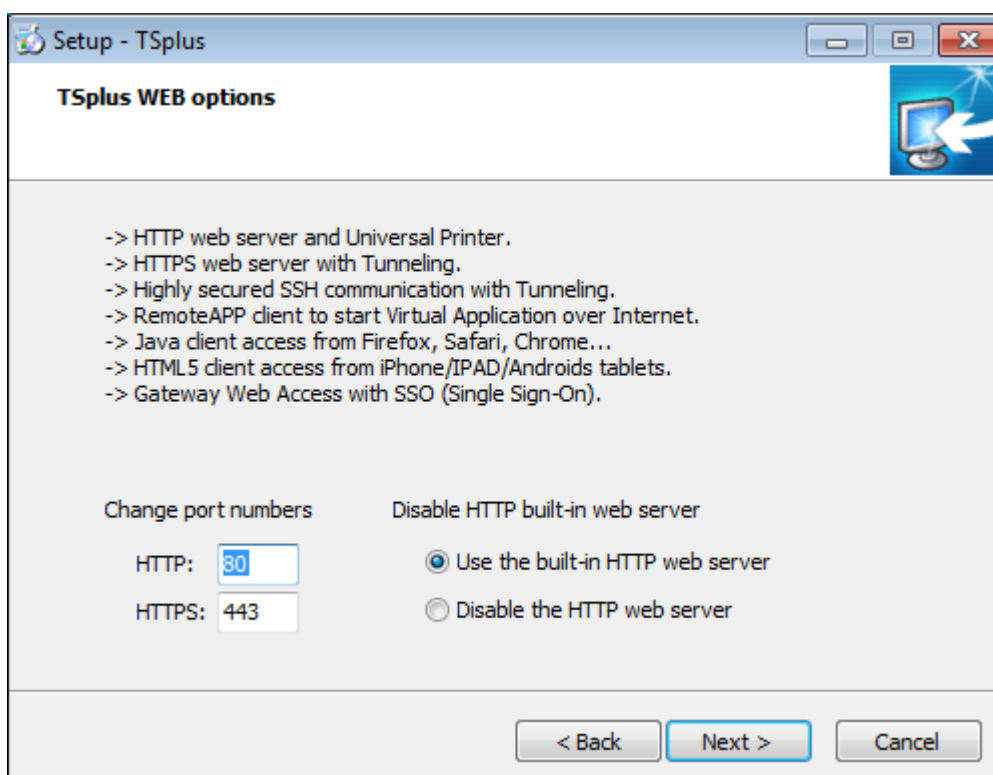 Setup - TSplus
TSplus WEB options
-> HTTP web server and Universal Printer.
-> HTTPS web server with Tunneling.
-> Highly secured SSH communication with Tunneling.
-> RemoteAPP client to start Virtual Application over Internet.
-> Java client access from Firefox, Safari, Chrome...
-> HTML5 client access from iPhone/IPAD/Androids tablets.
-> Gateway Web Access with SSO (Single Sign-On).
Change port numbers
Disable HTTP built-in web server
HTTP: 80
Use the built-in HTTP web server
HTTPS: 443
Disable the HTTP web server
< Back
Next >
Cancel